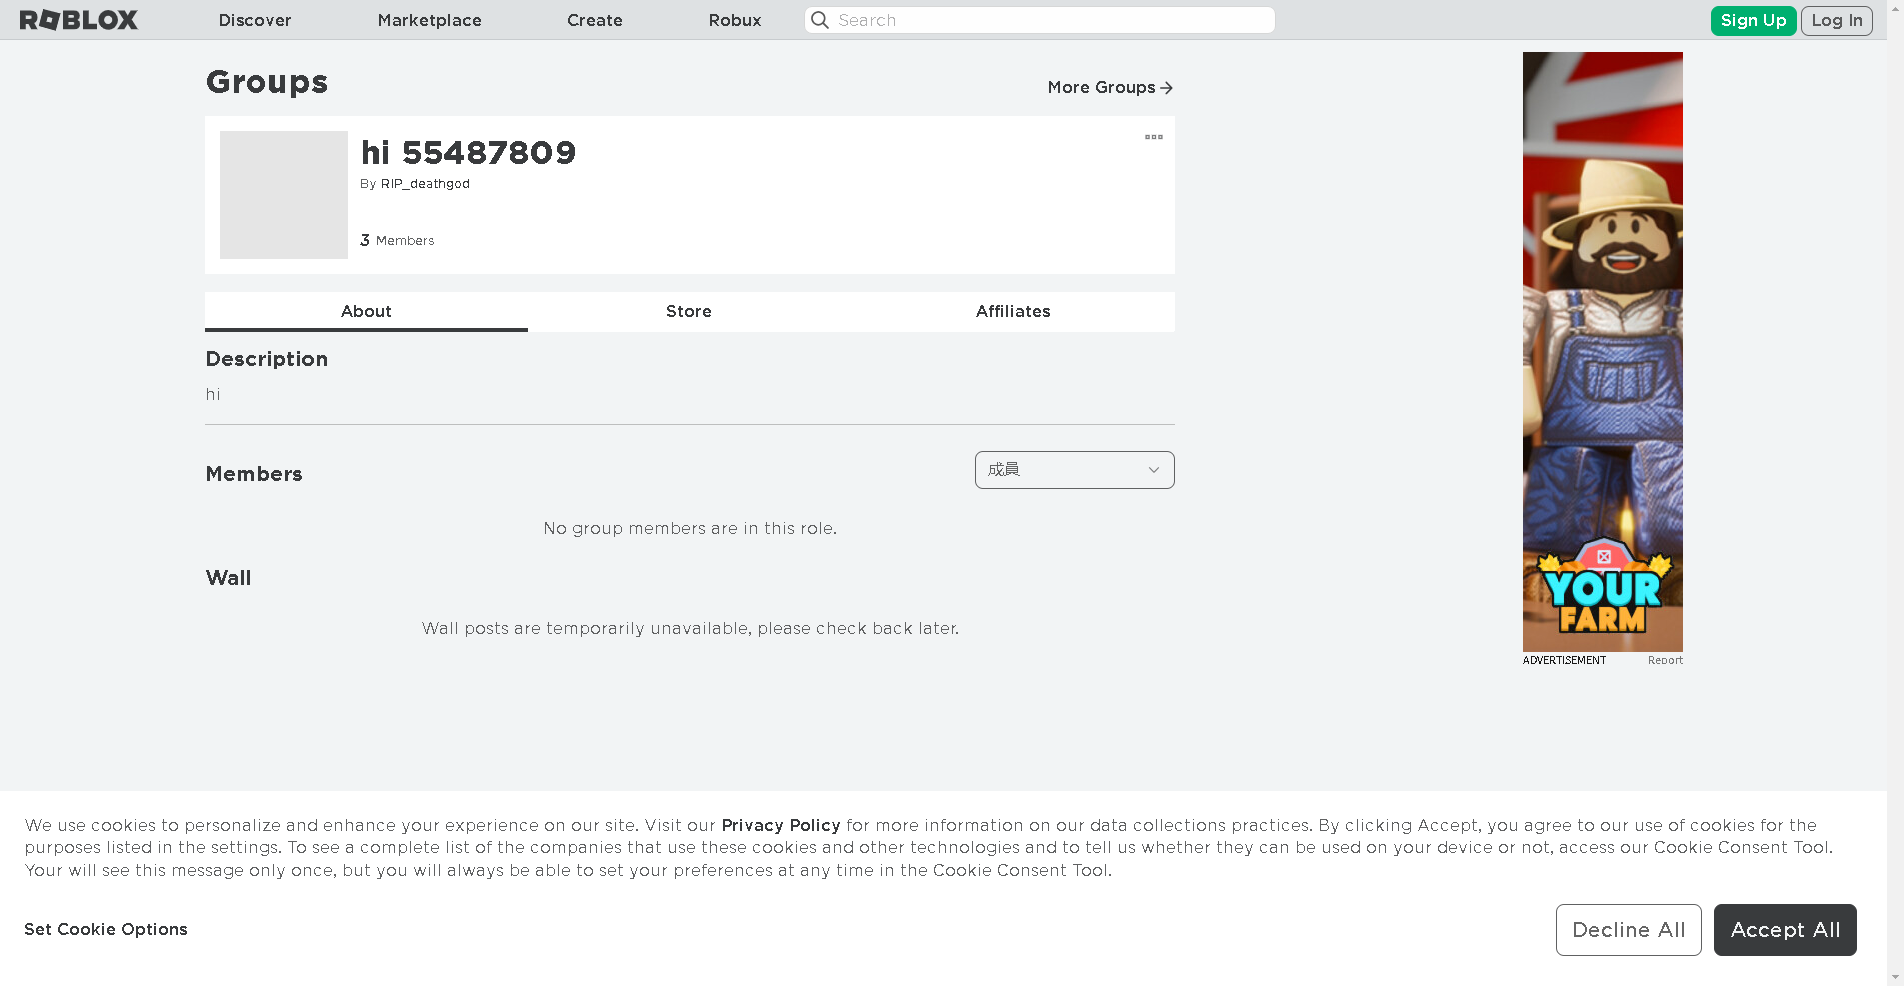 ROBLOX Discover Marketplace Create Robux Search Sign Up Log In
Groups
More Groups
hi 55487809
By RIP_deathgod
3 Members
About Store Affiliates
Description
hi
Members
成員
No group members are in this role.
Wall
Wall posts are temporarily unavailable, please check back later.
YOUR
FARM
ADVERTISEMENT Report
We use cookies to personalize and enhance your experience on our site. Visit our Privacy Policy for more information on our data collections practices. By clicking Accept, you agree to our use of cookies for the
purposes listed in the settings. To see a complete list of the companies that use these cookies and other technologies and to tell us whether they can be used on your device or not, access our Cookie Consent Tool.
Your will see this message only once, but you will always be able to set your preferences at any time in the Cookie Consent Tool.
Set Cookie Options
Decline All Accept All